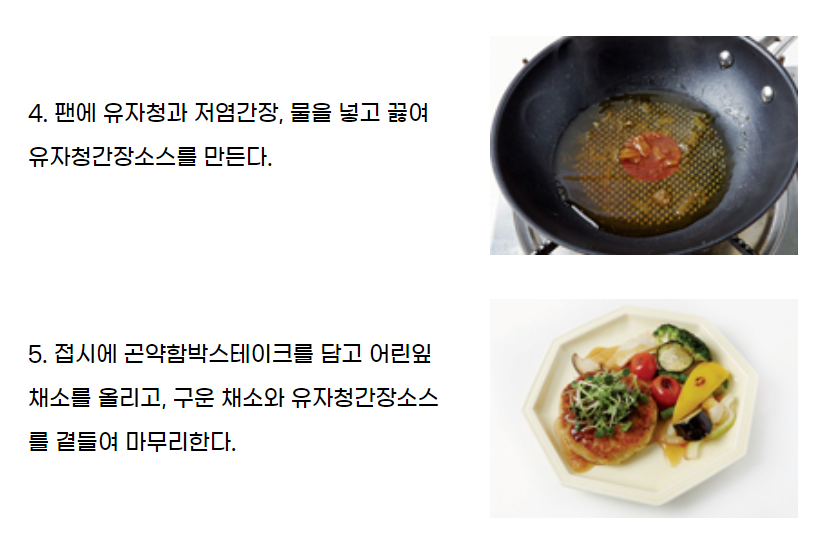 4. 팬에 유자청과 저염간장, 물을 넣고 끓여
유자청간장소스를 만든다.
5. 접시에 곤약함박스테이크를 담고 어린잎
채소를 올리고, 구운 채소와 유자청간장소스
를 곁들여 마무리한다.